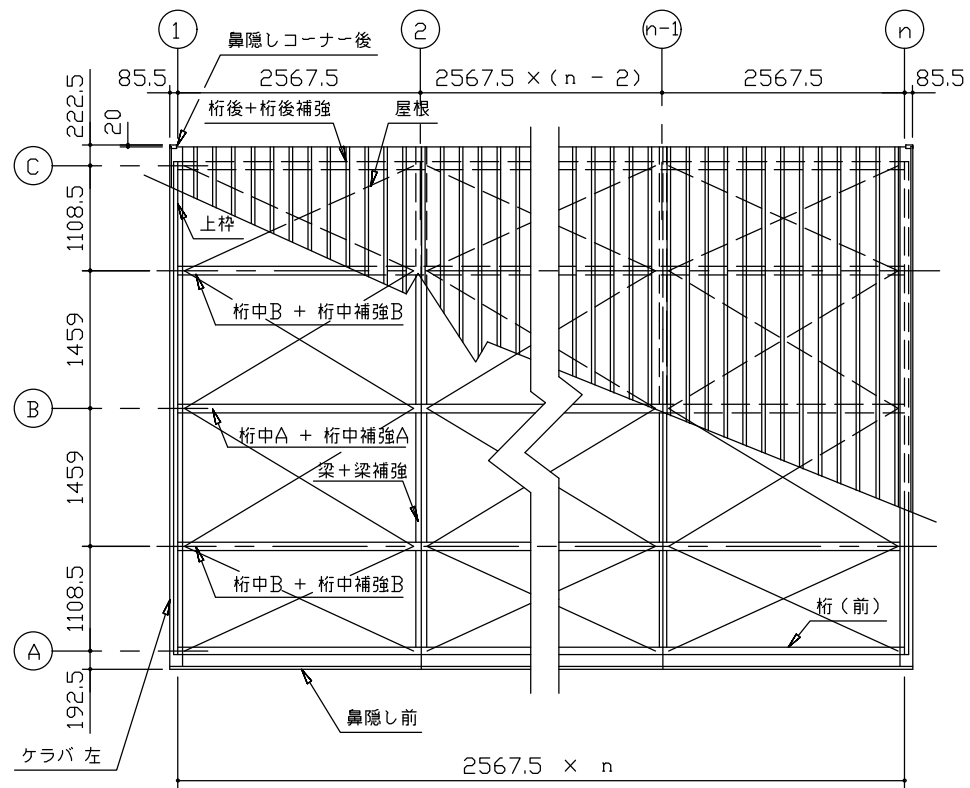 1
2
n-1
n
鼻隠しコーナー後
85.5
2567.5
2567.5 ×(n - 2)
2567.5
85.5
222.5
20
桁後+桁後補強
屋根
C
1108.5
上枠
桁中B + 桁中補強B
1459
B
桁中A + 桁中補強A
梁+梁補強
1459
桁中B + 桁中補強B
1108.5
桁(前)
A
192.5
鼻隠し前
ケラバ 左
2567.5 × n